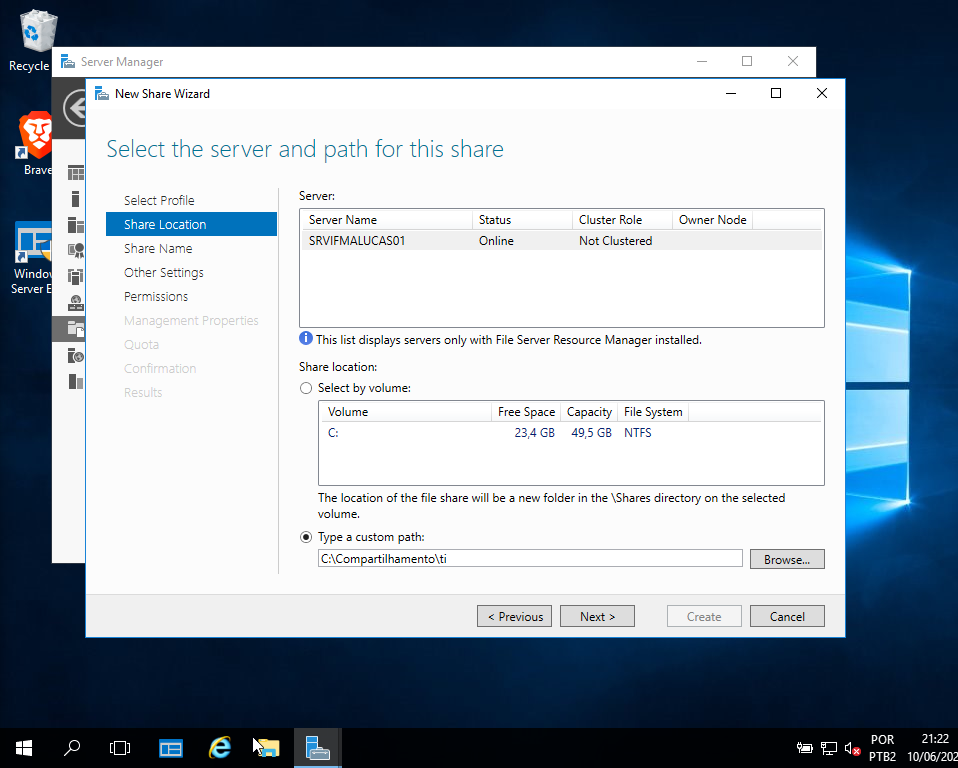 Recycle
Server Manager
New Share Wizard
Select the server and path for this share
Brave
Windov
Server E
Select Profile
Share Location
Share Name
Other Settings
Permissions
Management Properties
Quota
Confirmation
Results
Server:
Server Name Status Cluster Role Owner Node
SRVIFMALUCAS01 Online Not Clustered
This list displays servers only with File Server Resource Manager installed.
Share location:
Select by volume:
Volume Free Space Capacity File System
C: 23,4 GB 49,5 GB NTFS
The location of the file share will be a new folder in the \Shares directory on the selected
volume.
Type a custom path:
C:\Compartilhamento\ti
Browse...
< Previous Next > Create Cancel
POR
PTB2
21:22
10/06/202